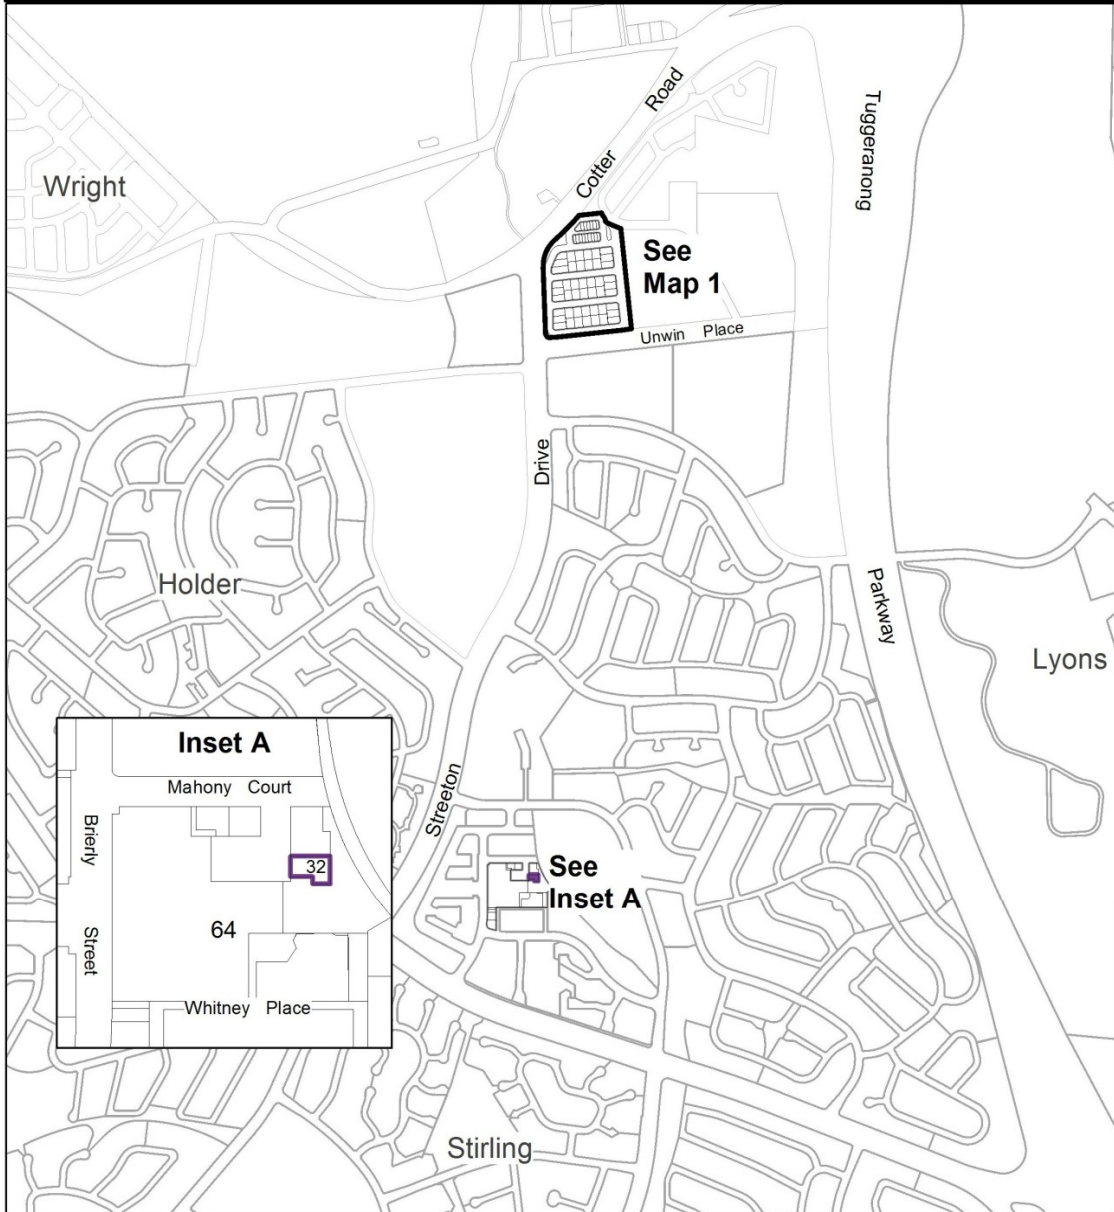 Road
Cotter
Tuggeranong
Wright
See
Map 1
Unwin Place
Drive
Holder
Parkway
Lyons
Inset A
Mahony Court
Brierly
Street
32
64
Whitney Place
Streeton
See
Inset A
Stirling